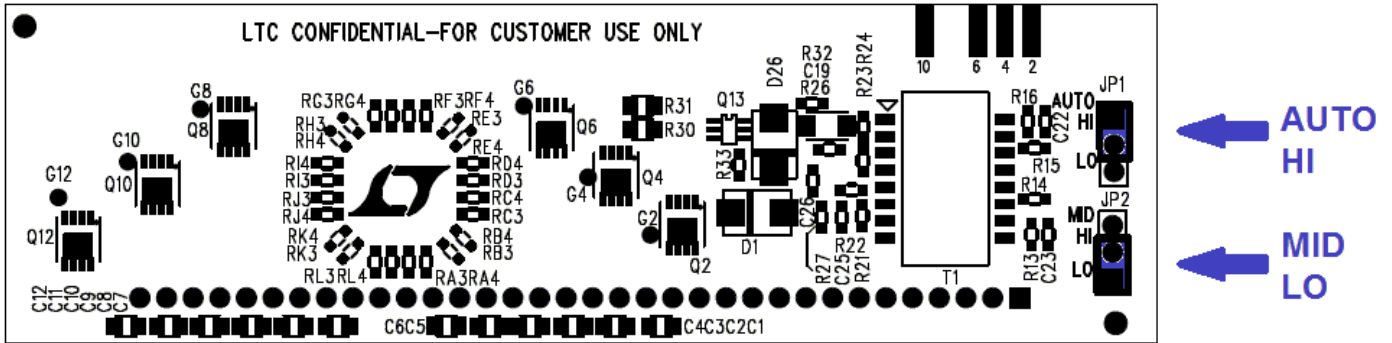 LTC CONFIDENTIAL-FOR CUSTOMER USE ONLY
10 6 4 2
R32
C19
R26
D26
R23R24
JP1
AUTO
HI
LO
R16
C22
R15
R14
JP2
MID
HI
LO
R13
C23
AUTO
HI
MID
LO
G8
Q8
G10
Q10
G12
Q12
RG3RG4
RF3RF4
RH3
RH4
RE3
RE4
RI4
RI3
RJ3
RJ4
RD4
RD3
RC4
RC3
RK4
RK3
RB4
RB3
RL3RL4
RA3RA4
G6
Q6
R31
R30
Q13
R33
G4
Q4
G2
Q2
D1
C26
R27
C25
R22
R21
T1
C12
C11
C10
C9
C8
C7
C6C5
C4C3C2C1